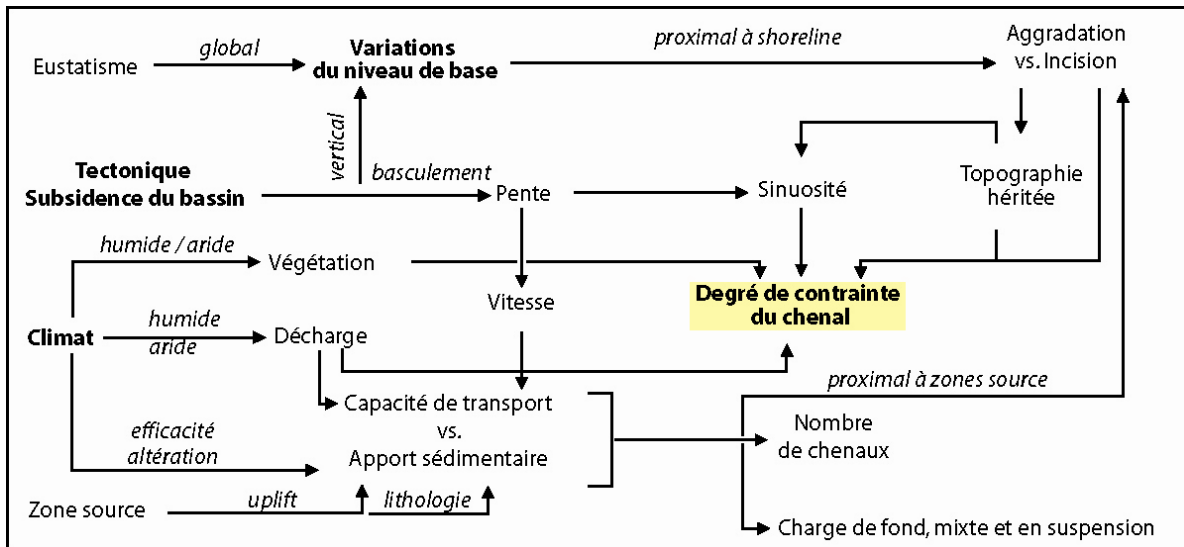 Eustatisme
global
Variations
du niveau de base
proximal à shoreline
Aggradation
vs. Incision
vertical
Tectonique
Subsidence du bassin
basculement
Pente
Sinuosité
Topographie
héritée
humide / aride
Végétation
Vitesse
Degré de contrainte
du chenal
Climat
humide
aride
Décharge
proximal à zones source
Capacité de transport
vs.
Apport sédimentaire
efficacité
altération
Nombre
de chenaux
Zone source
uplift
lithologie
Charge de fond, mixte et en suspension